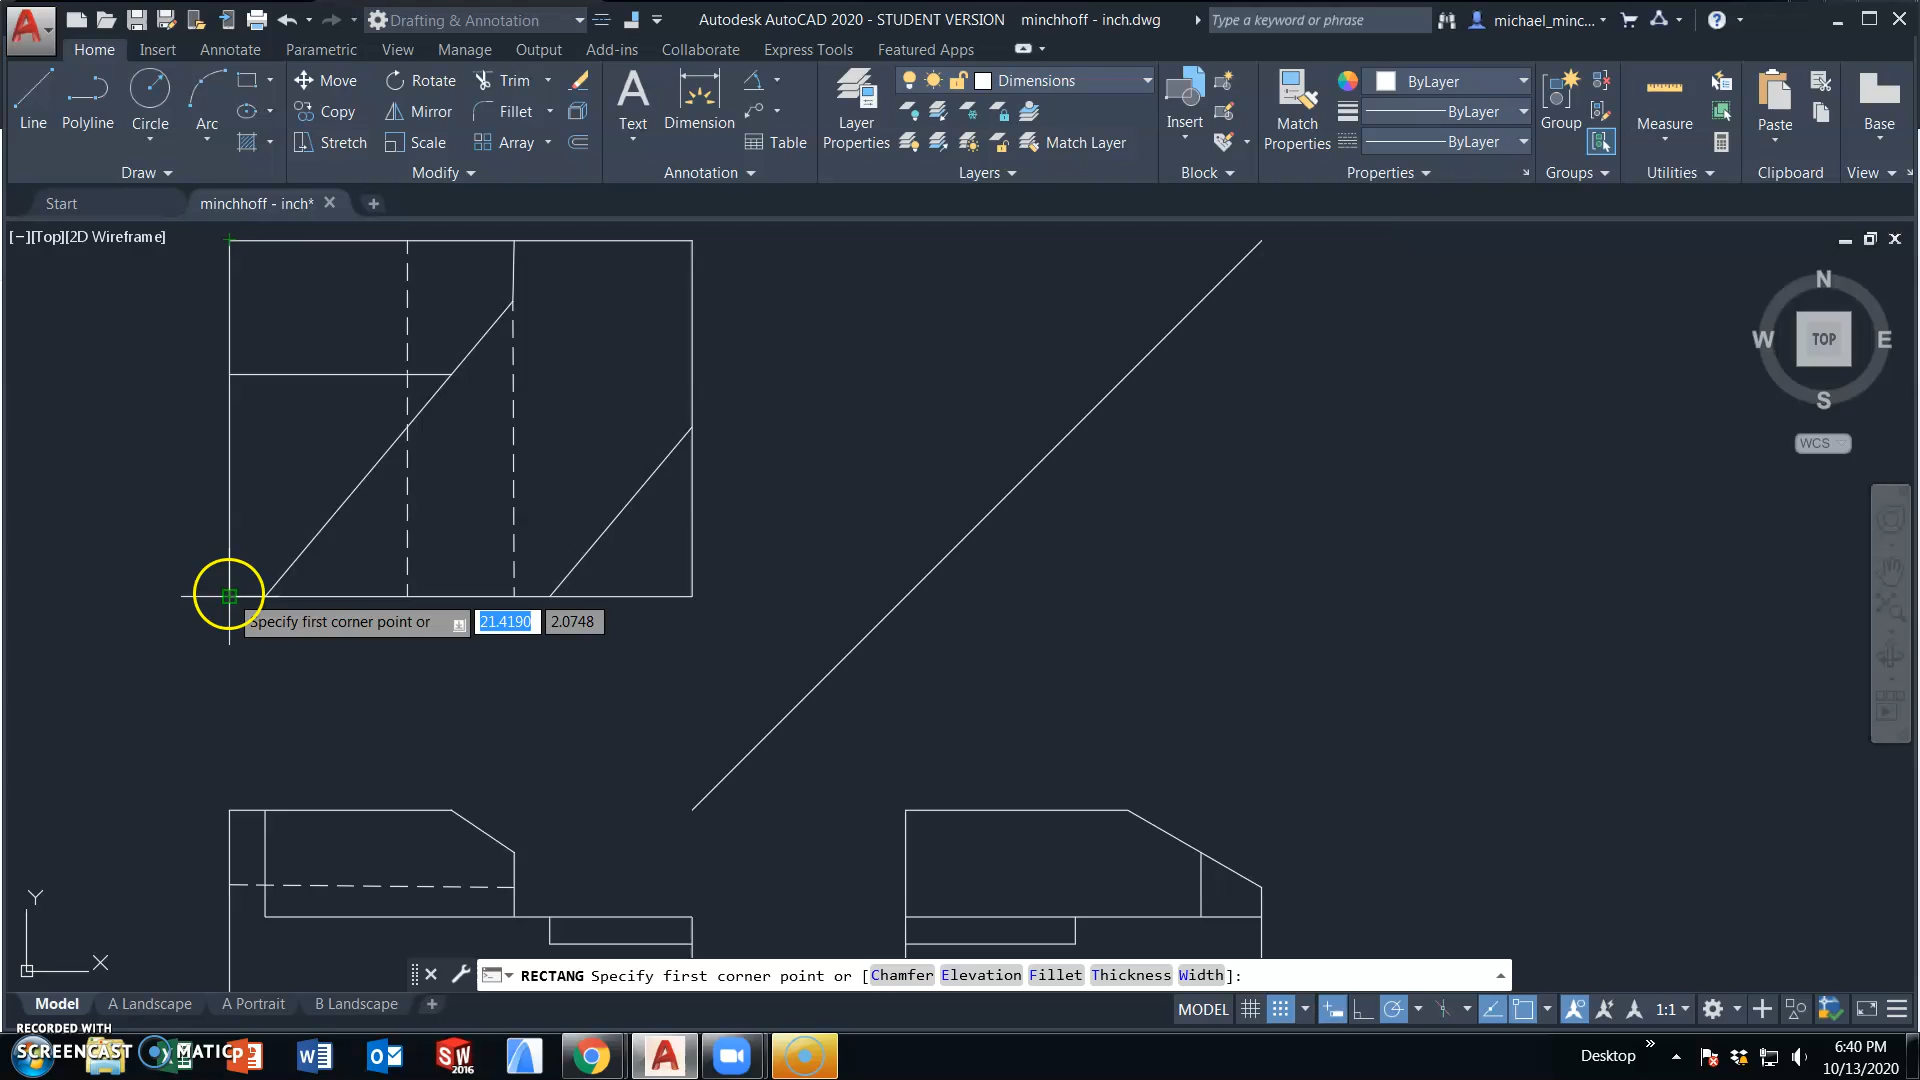 Drafting & Annotation
Autodesk AutoCAD 2020 - STUDENT VERSION minchhoff - inch.dwg
Type a keyword or phrase
michael_minc...
Home Insert Annotate Parametric View Manage Output Add-ins Collaborate Express Tools Featured Apps
Line Polyline Circle Arc
Move Rotate Trim
Copy Mirror Fillet
Stretch Scale Array
Text Dimension Table
Layer Properties
Dimensions
Match Layer
Insert
Match Properties
ByLayer
ByLayer
ByLayer
Group Measure Paste Base
Draw Modify Annotation Layers Block Properties Groups Utilities Clipboard View
Start minchhoff - inch*
[−][Top][2D Wireframe]
N
W TOP E
S
WCS
Specify first corner point or 21.4190 2.0748
Y
X
RECTANG Specify first corner point or [Chamfer Elevation Fillet Thickness Width]:
Model A Landscape A Portrait B Landscape
MODEL 1:1
RECORDED WITH
SCREENCAST MATIC
SW 2016
Desktop
6:40 PM
10/13/2020